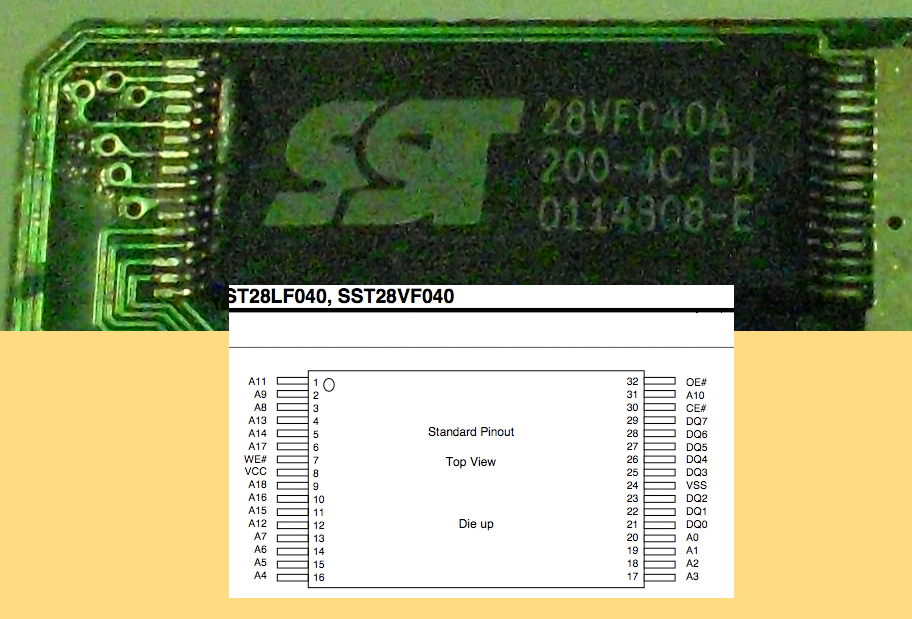 SST
28VF040A
200-4C-EH
0114808-E
ST28LF040, SST28VF040
A11 1 32 OE#
A9 2 31 A10
A8 3 30 CE#
A13 4 29 DQ7
A14 5 28 DQ6
A17 6 27 DQ5
WE# 7 26 DQ4
VCC 8 25 DQ3
A18 9 24 VSS
A16 10 23 DQ2
A15 11 22 DQ1
A12 12 21 DQ0
A7 13 20 A0
A6 14 19 A1
A5 15 18 A2
A4 16 17 A3
Standard Pinout
Top View
Die up